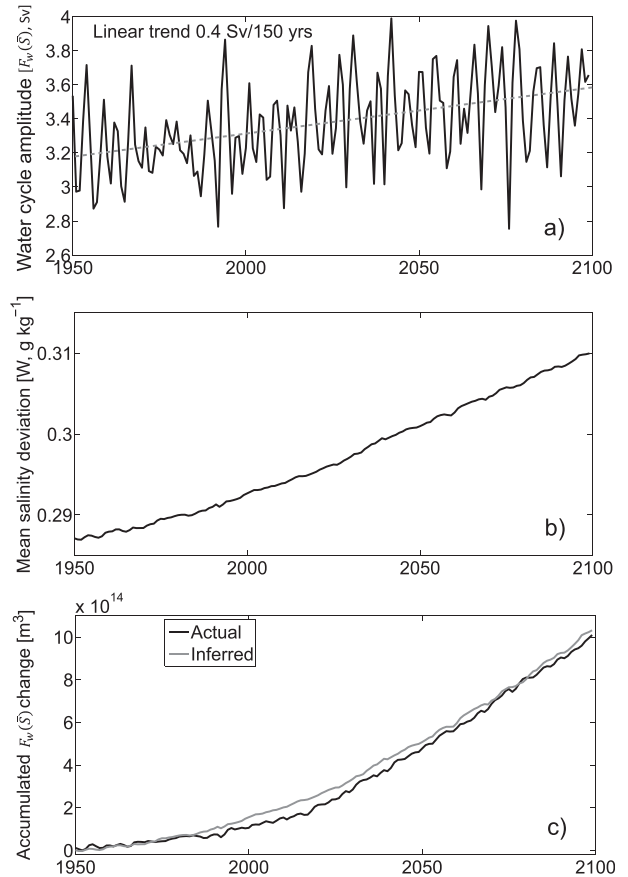 Water cycle amplitude [F_w(S̄), Sv]
Linear trend 0.4 Sv/150 yrs
4
3.8
3.6
3.4
3.2
3
2.8
2.6
1950
2000
2050
2100
a)
Mean salinity deviation [W, g kg⁻¹]
0.31
0.3
0.29
1950
2000
2050
2100
b)
Accumulated F_w(S̄) change [m³]
x 10¹⁴
Actual
Inferred
10
8
6
4
2
0
1950
2000
2050
2100
c)